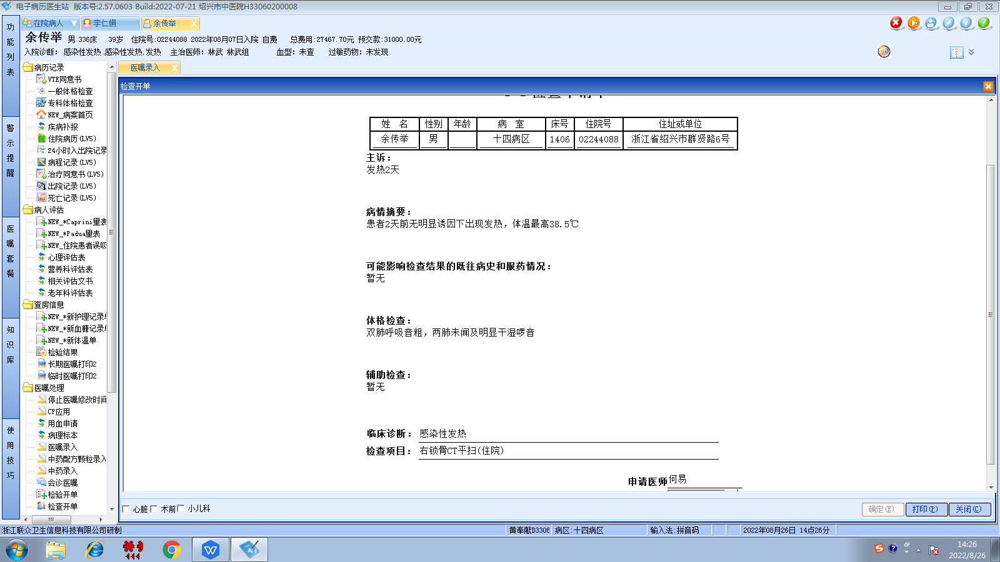 电子病历医生站 版本号:2.57.0603 Build:2022-07-21 绍兴市中医院H33060200008
在院病人
李仁娟
余传举
余传举 男 336床 39岁 住院号:02244088 2022年08月07日入院 自费 总费用:27467.70元 预交款:31000.00元
入院诊断: 感染性发热,感染性发热,发热 主治医师: 林武 林武组 血型: 未查 过敏药物: 未发现
功能列表
警示提醒
医嘱套餐
知识库
使用技巧
病历记录
VTE同意书
一般体格检查
专科体格检查
NEW_病案首页
疾病补报
住院病历(LV5)
24小时入出院记录
病程记录(LV5)
治疗同意书(LV5)
出院记录(LV5)
死亡记录(LV5)
病人评估
NEW_*Caprini量表
NEW_*Padua量表
NEW_住院患者误吸
心理评估表
营养科评估表
相关评估文书
老年科评估表
查房信息
NEW_*新护理记录单
NEW_*新血糖记录单
NEW_*新体温单
检验结果
长期医嘱打印2
临时医嘱打印2
医嘱处理
停止医嘱修改时间
CP应用
用血申请
病理标本
医嘱录入
中药配方颗粒录入
中药录入
会诊医嘱
检验开单
检查开单
医嘱录入
检查开单
姓 名 性别 年龄 病 室 床号 住院号 住址或单位
余传举 男 十四病区 1406 02244088 浙江省绍兴市群贤路6号
主诉:
发热2天
病情摘要:
患者2天前无明显诱因下出现发热，体温最高38.5℃
可能影响检查结果的既往病史和服药情况:
暂无
体格检查:
双肺呼吸音粗，两肺未闻及明显干湿啰音
辅助检查:
暂无
临床诊断: 感染性发热
检查项目: 右锁骨CT平扫(住院)
申请医师 何易
心脏 术前 小儿科
确定(E) 打印(P) 关闭(C)
浙江联众卫生信息科技有限公司研制 黄奉献D3306 病区:十四病区 输入法:拼音码 2022年08月26日 14点26分
14:26
2022/8/26